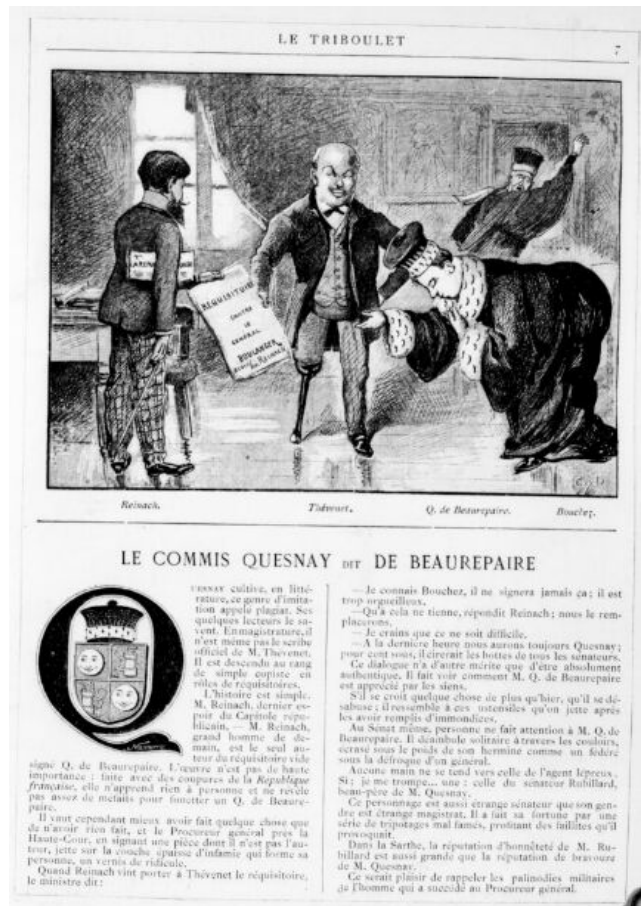 LE TRIBOULET
7
RÉQUISITOIRE
CONTRE
LE
GÉNÉRAL
BOULANGER
REINACH
Reinach.
Thévenet.
Q. de Beaurepaire.
Bouchez.
LE COMMIS QUESNAY DIT DE BEAUREPAIRE
QUESNAY cultive, en litté-
rature, ce genre d'imita-
tion appelé plagiat. Ses
quelques lecteurs le sa-
vent. En magistrature, il
n'est même pas le scribe
officiel de M. Thévenet.
Il est descendu au rang
de simple copiste en
rôles de réquisitoires.
L'histoire est simple.
M. Reinach, dernier es-
poir du Capitole répu-
blicain, — M. Reinach,
grand homme de de-
main, est le seul au-
teur du réquisitoire vide
signé Q. de Beaurepaire. L'œuvre n'est pas de haute
importance : faite avec des coupures de la République
française, elle n'apprend rien à personne et ne révèle
pas assez de méfaits pour fouetter un Q. de Beaure-
paire.
Il vaut cependant mieux avoir fait quelque chose que
de n'avoir rien fait, et le Procureur général près la
Haute-Cour, en signant une pièce dont il n'est pas l'au-
teur, jette sur la couche épaisse d'infamie qui forme sa
personne, un vernis de ridicule.
Quand Reinach vint porter à Thévenet le réquisitoire,
le ministre dit :
—Je connais Bouchez, il ne signera jamais ça ; il est
trop orgueilleux.
—Qu'à cela ne tienne, répondit Reinach ; nous le rem-
placerons.
—Je crains que ce ne soit difficile.
—A la dernière heure nous aurons toujours Quesnay ;
pour cent sous, il cirerait les bottes de tous les sénateurs.
Ce dialogue n'a d'autre mérite que d'être absolument
authentique. Il fait voir comment M. Q. de Beaurepaire
est apprécié par les siens.
S'il se croit quelque chose de plus qu'hier, qu'il se dé-
sabuse ; il ressemble à ces ustensiles qu'on jette après
les avoir remplis d'immondices.
Au Sénat même, personne ne fait attention à M. Q. de
Beaurepaire. Il déambule solitaire à travers les couloirs,
écrasé sous le poids de son hermine comme un fédéré
sous la défroque d'un général.
Aucune main ne se tend vers celle de l'agent lépreux.
Si ; je me trompe... une : celle du sénateur Rubillard,
beau-père de M. Quesnay.
Ce personnage est aussi étrange sénateur que son gen-
dre est étrange magistrat. Il a fait sa fortune par une
série de tripotages mal famés, profitant des faillites qu'il
provoquait.
Dans la Sarthe, la réputation d'honnêteté de M. Ru-
billard est aussi grande que la réputation de bravoure
de M. Quesnay.
Ce serait plaisir de rappeler les palinodies militaires
de l'homme qui a succédé au Procureur général.